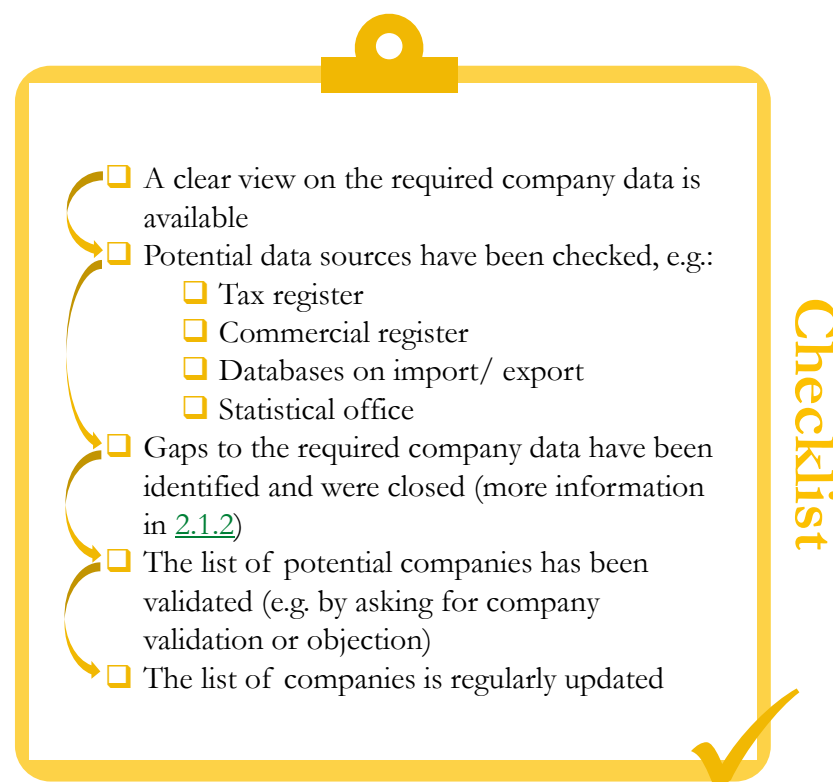 A clear view on the required company data is
available
Potential data sources have been checked, e.g.:
Tax register
Commercial register
Databases on import/ export
Statistical office
Gaps to the required company data have been
identified and were closed (more information
in 2.1.2)
The list of potential companies has been
validated (e.g. by asking for company
validation or objection)
The list of companies is regularly updated
Checklist